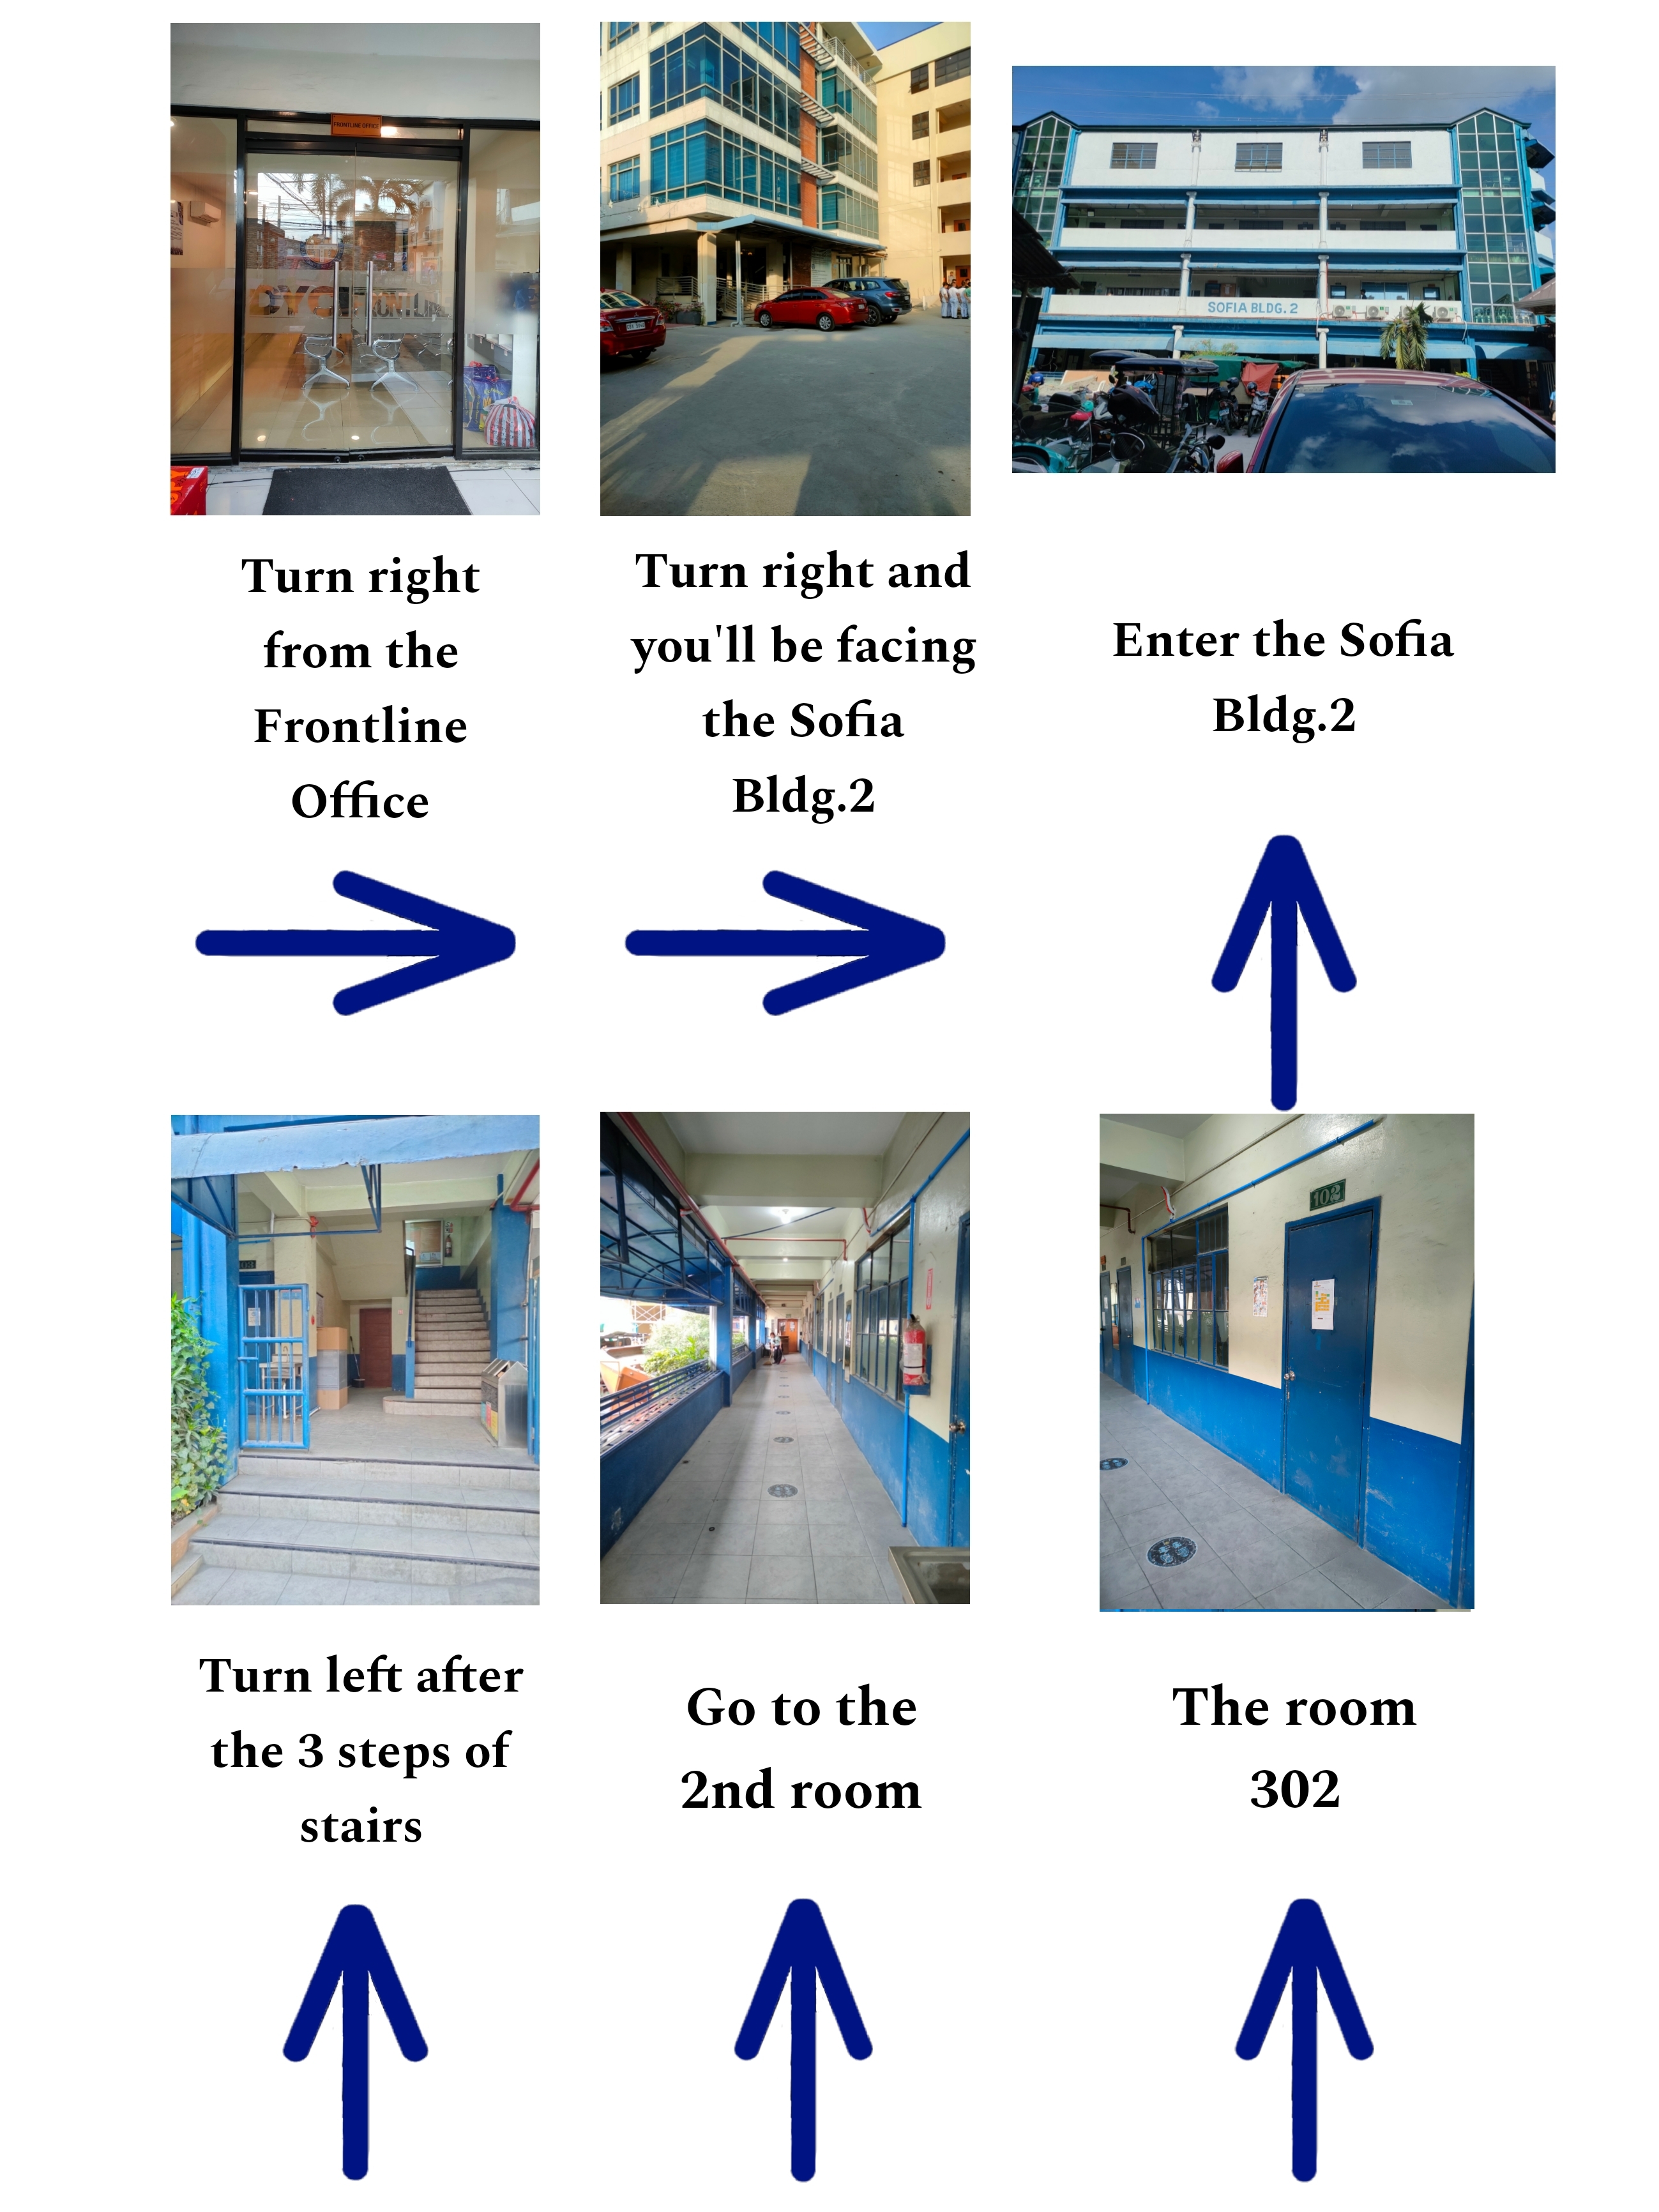 FRONTLINE OFFICE
SOFIA BLDG. 2
Turn right
from the
Frontline
Office
Turn right and
you'll be facing
the Sofia
Bldg.2
Enter the Sofia
Bldg.2
102
Turn left after
the 3 steps of
stairs
Go to the
2nd room
The room
302